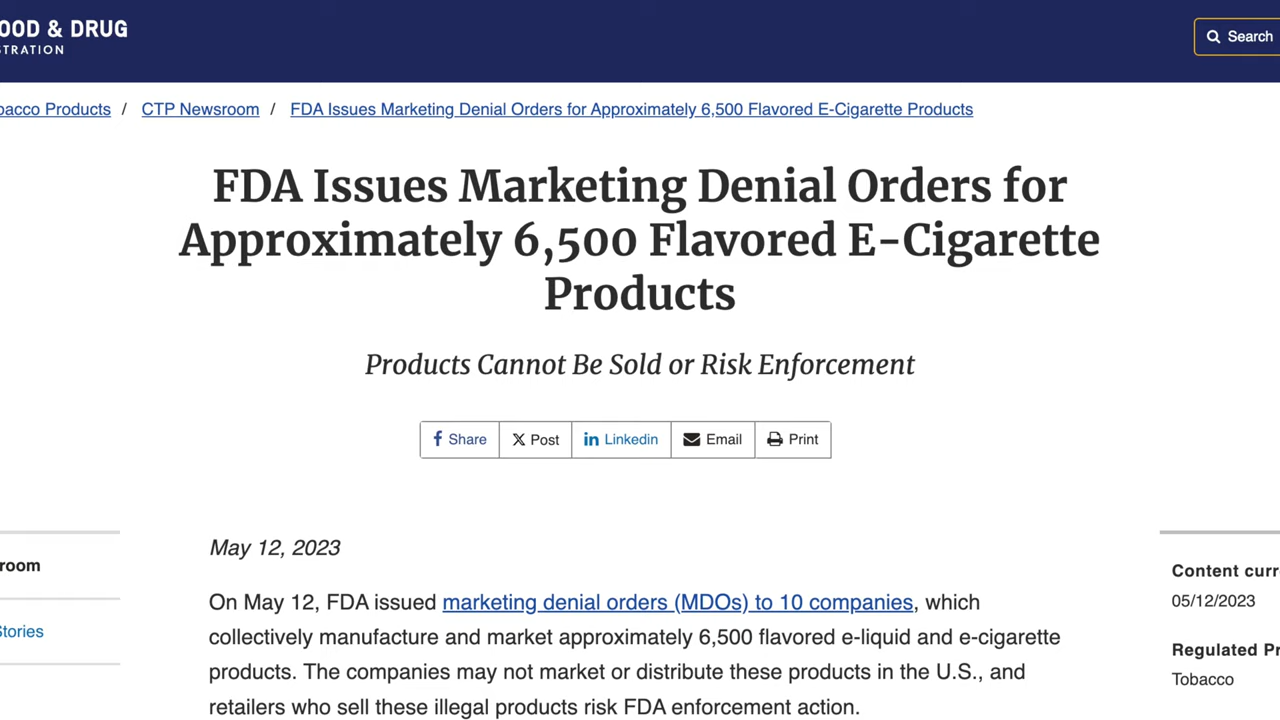 OOD & DRUG
STRATION
Search
bacco Products / CTP Newsroom / FDA Issues Marketing Denial Orders for Approximately 6,500 Flavored E-Cigarette Products
FDA Issues Marketing Denial Orders for
Approximately 6,500 Flavored E-Cigarette
Products
Products Cannot Be Sold or Risk Enforcement
Share Post Linkedin Email Print
May 12, 2023
On May 12, FDA issued marketing denial orders (MDOs) to 10 companies, which
collectively manufacture and market approximately 6,500 flavored e-liquid and e-cigarette
products. The companies may not market or distribute these products in the U.S., and
retailers who sell these illegal products risk FDA enforcement action.
room
Stories
Content curr
05/12/2023
Regulated Pr
Tobacco